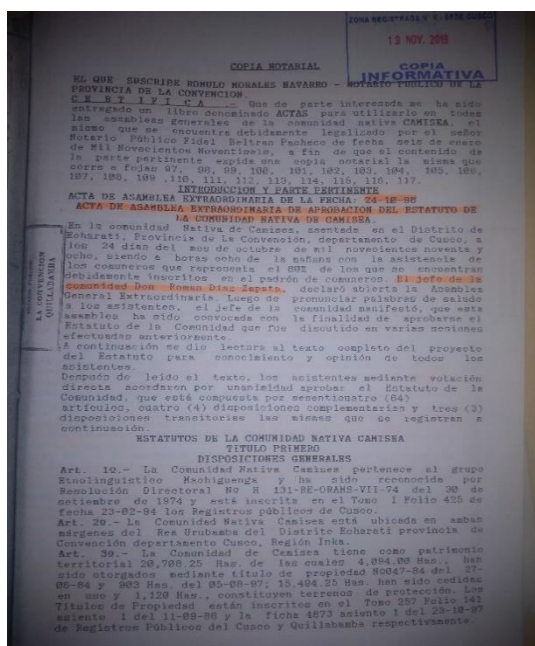 ZONA REGISTRAL N° X - SEDE CUSCO
13 NOV. 2019
COPIA
INFORMATIVA
COPIA NOTARIAL
EL QUE SUSCRIBE ROMULO MORALES NAVARRO - NOTARIO PUBLICO DE LA
PROVINCIA DE LA CONVENCION
C E R T I F I C A .- Que de parte interesada me ha sido
entregado un libro denominado ACTAS para utilizarlo en todas
las asambleas generales de la comunidad nativa CAMISEA, el
mismo que se encuentra debidamente legalizado por el señor
Notario Público Fidel Beltran Pacheco de fecha seis de enero
de Mil Novecientos Noventiseis, a fin de que el contenido de
la parte pertinente expida una copia notarial la misma que
corre a fojas 97, 98, 99, 100, 101, 102, 103, 104, 105, 106,
107, 108, 109, 110, 111, 112, 113, 114, 115, 116, 117.
INTRODUCCION Y PARTE PERTINENTE
ACTA DE ASAMBLEA EXTRAORDINARIA DE LA FECHA: 24-10-98
ACTA DE ASAMBLEA EXTRAORDINARIA DE APROBACION DEL ESTATUTO DE
LA COMUNIDAD NATIVA DE CAMISEA.
En la comunidad Nativa de Camisea, asentada en el Distrito de
Echarati, Provincia de La Convención, departamento de Cusco, a
los 24 días del mes de octubre de mil novecientos noventa y
ocho, siendo a horas ocho de la mañana con la asistencia de
los comuneros que representa el de los que se encuentran
debidamente inscritos en el padrón de comuneros. El jefe de la
comunidad Don Roman Díaz Zapata, declaró abierta la Asamblea
General Extraordinaria. Luego de pronunciar palabras de saludo
a los asistentes, el jefe de la comunidad manifestó, que esta
asamblea ha sido convocada con la finalidad de aprobarse el
Estatuto de la Comunidad que fue discutido en varias sesiones
efectuadas anteriormente.
A continuación se dio lectura al texto completo del proyecto
del Estatuto para conocimiento y opinión de todos los
asistentes.
Después de leído el texto, los asistentes mediante votación
directa acordaron por unanimidad aprobar el Estatuto de la
Comunidad, que está compuesta por sesenticuatro (64)
artículos, cuatro (4) disposiciones complementarias y tres (3)
disposiciones transitorias las mismas que se registran a
continuación.
LA CONVENCION
QUILLABAMBA
ESTATUTOS DE LA COMUNIDAD NATIVA CAMISEA
TITULO PRIMERO
DISPOSICIONES GENERALES
Art. 1o.- La Comunidad Nativa Camisea pertenece al grupo
Etnolinguístico Machiguenga y ha sido reconocida por
Resolución Directoral No 131-BE-ORAMS-VII-74 del 30 de
setiembre de 1974 y está inscrita en el Tomo 1 Folio 425 de
fecha 23-02-94 los Registros públicos de Cusco.
Art. 2o.- La Comunidad Nativa Camisea está ubicada en ambas
márgenes del Urubamba del Distrito Echarati provincia de
Convención departamento Cusco, Región Inka.
Art. 3o.- La Comunidad de Camisea tiene como patrimonio
territorial 20,708.25 Has. de las cuales 4,094.00 Has., han
sido otorgados mediante título de propiedad No047-84 del 27-
06-84 y 903 Has. del 05-08-97; 15,494.25 Has. han sido cedidas
en uso y 1,120 Has., constituyen terrenos de protección. Los
Títulos de Propiedad están inscritos en el Tomo 257 Folio 141
asiento 1 del 11-09-86 y la ficha 4873 asiento 1 del 23-10-97
de Registros Públicos del Cusco y Quillabamba respectivamente.